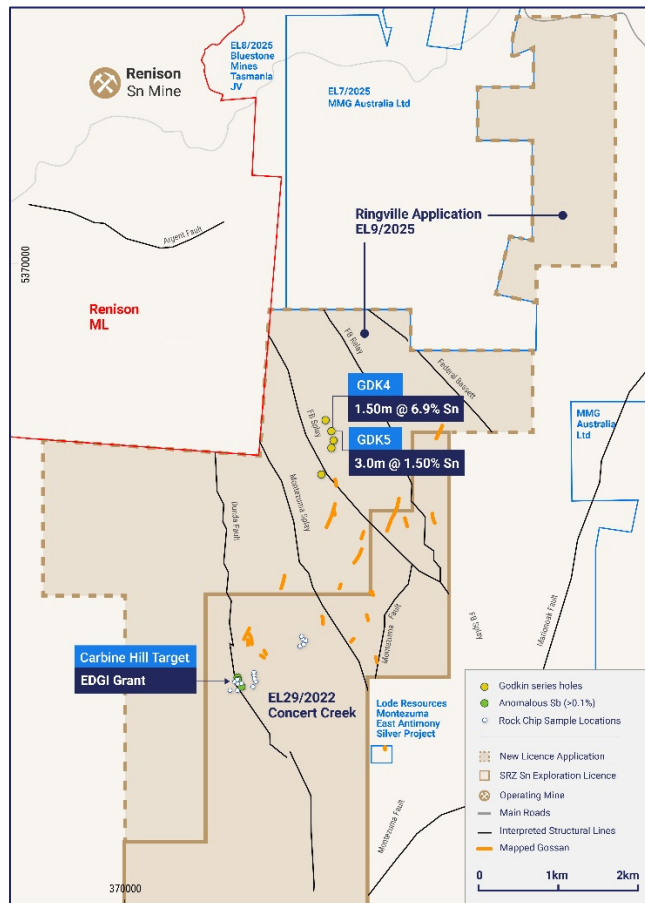 EL8/2025
Bluestone
Mines
Tasmania
JV
Renison
Sn Mine
EL7/2025
MMG Australia Ltd
Ringville Application
EL9/2025
Argent Fault
5370000
Renison
ML
FB Relay
Federal Bassett
GDK4
1.50m @ 6.9% Sn
FB Splay
GDK5
3.0m @ 1.50% Sn
MMG
Australia
Ltd
Dunda Fault
Montezuma Splay
Marionoak Fault
FB Splay
Montezuma Fault
Carbine Hill Target
EDGI Grant
EL29/2022
Concert Creek
Lode Resources
Montezuma
East Antimony
Silver Project
Montezuma Fault
370000
Godkin series holes
Anomalous Sb (>0.1%)
Rock Chip Sample Locations
New Licence Application
SRZ Sn Exploration Licence
Operating Mine
Main Roads
Interpreted Structural Lines
Mapped Gossan
0 1km 2km